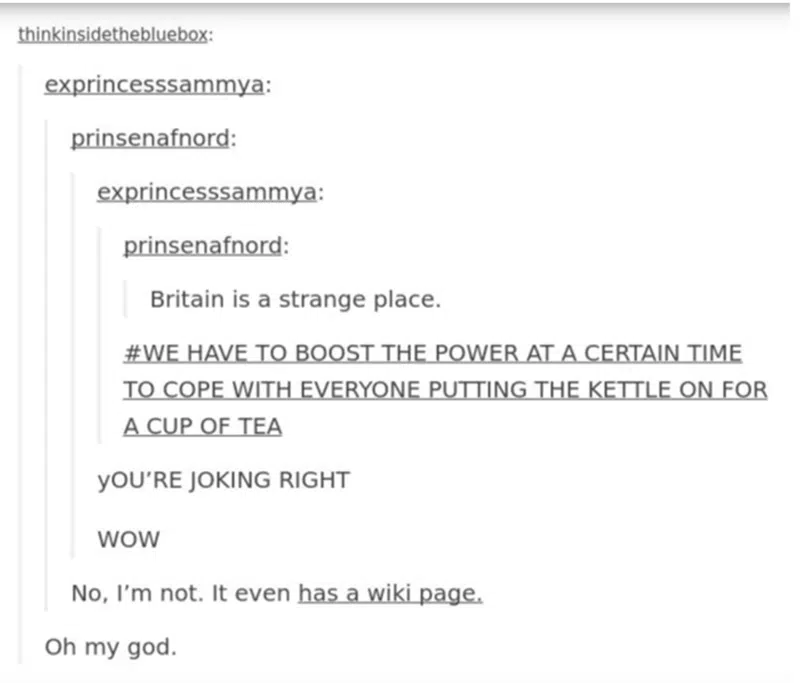 thinkinsidethebluebox:
exprincesssammya:
prinsenafnord:
exprincesssammya:
prinsenafnord:
Britain is a strange place.
#WE HAVE TO BOOST THE POWER AT A CERTAIN TIME
TO COPE WITH EVERYONE PUTTING THE KETTLE ON FOR
A CUP OF TEA
yOU’RE JOKING RIGHT
WOW
No, I’m not. It even has a wiki page.
Oh my god.